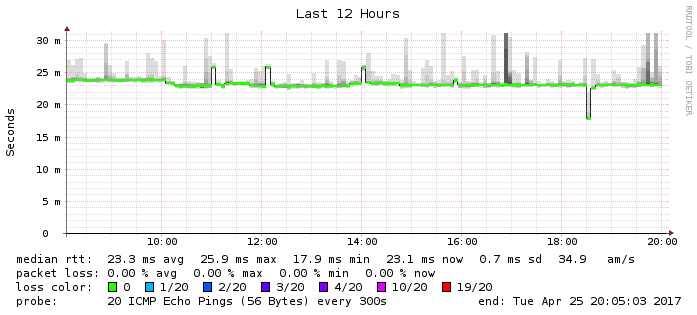 Last 12 Hours
RRDTOOL / TOBI OETIKER
Seconds
30 m
25 m
20 m
15 m
10 m
5 m
0
10:00 12:00 14:00 16:00 18:00 20:00
median rtt: 23.3 ms avg 25.9 ms max 17.9 ms min 23.1 ms now 0.7 ms sd 34.9 am/s
packet loss: 0.00 % avg 0.00 % max 0.00 % min 0.00 % now
loss color: 0 1/20 2/20 3/20 4/20 10/20 19/20
probe: 20 ICMP Echo Pings (56 Bytes) every 300s end: Tue Apr 25 20:05:03 2017